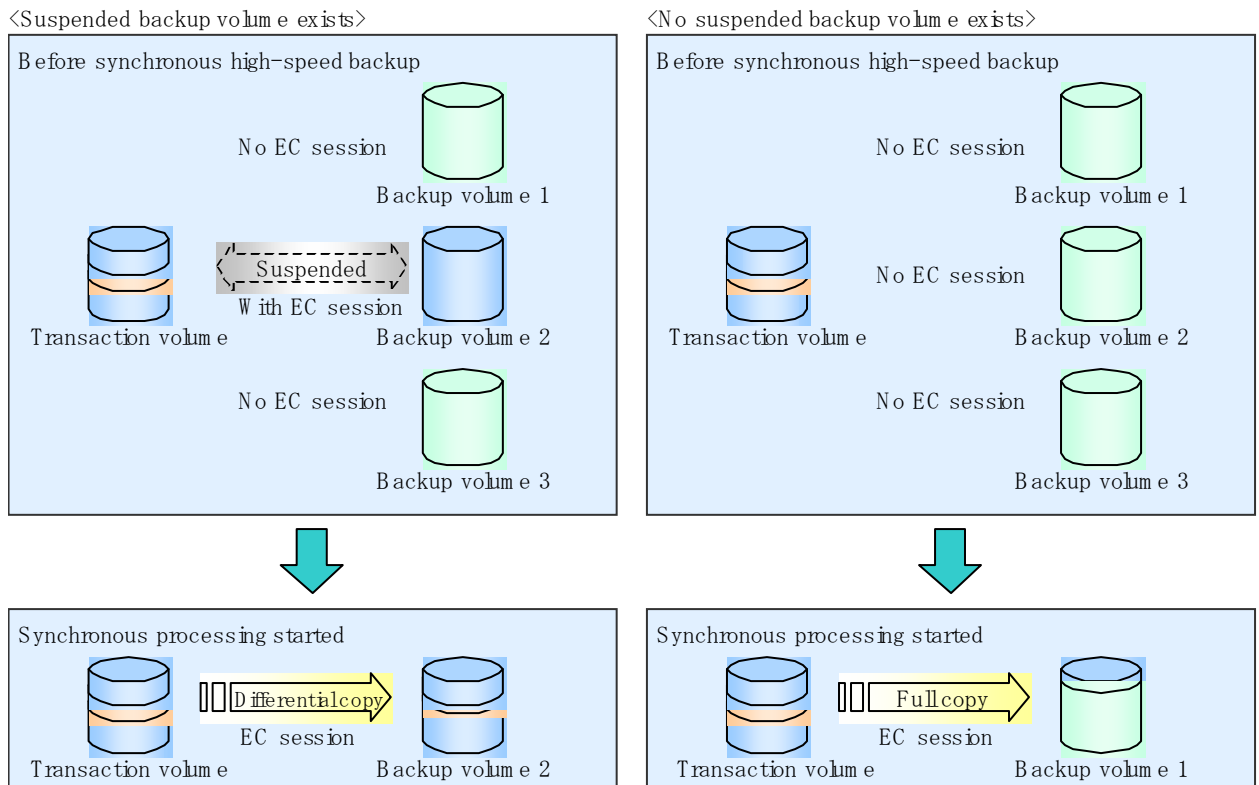 <Suspended backup volume exists>
Before synchronous high-speed backup
No EC session
Backup volume 1
Suspended
With EC session
Transaction volume
Backup volume 2
No EC session
Backup volume 3
Synchronous processing started
Differential copy
EC session
Transaction volume
Backup volume 2
<No suspended backup volume exists>
Before synchronous high-speed backup
No EC session
Backup volume 1
No EC session
Transaction volume
Backup volume 2
No EC session
Backup volume 3
Synchronous processing started
Full copy
EC session
Transaction volume
Backup volume 1